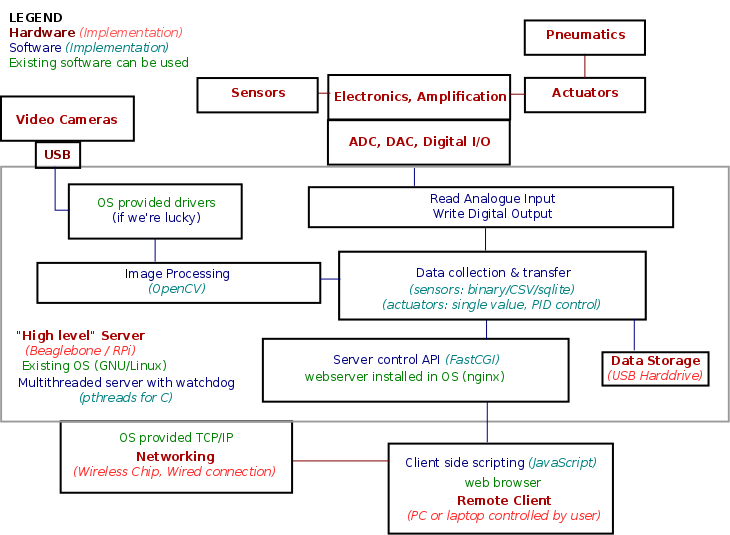 LEGEND
Hardware (Implementation)
Software (Implementation)
Existing software can be used
Pneumatics
Sensors
Electronics, Amplification
Actuators
Video Cameras
ADC, DAC, Digital I/O
USB
OS provided drivers
(if we're lucky)
Read Analogue Input
Write Digital Output
Image Processing
(OpenCV)
Data collection & transfer
(sensors: binary/CSV/sqlite)
(actuators: single value, PID control)
"High level" Server
(Beaglebone / RPi)
Existing OS (GNU/Linux)
Multithreaded server with watchdog
(pthreads for C)
Server control API (FastCGI)
webserver installed in OS (nginx)
Data Storage
(USB Harddrive)
OS provided TCP/IP
Networking
(Wireless Chip, Wired connection)
Client side scripting (JavaScript)
web browser
Remote Client
(PC or laptop controlled by user)